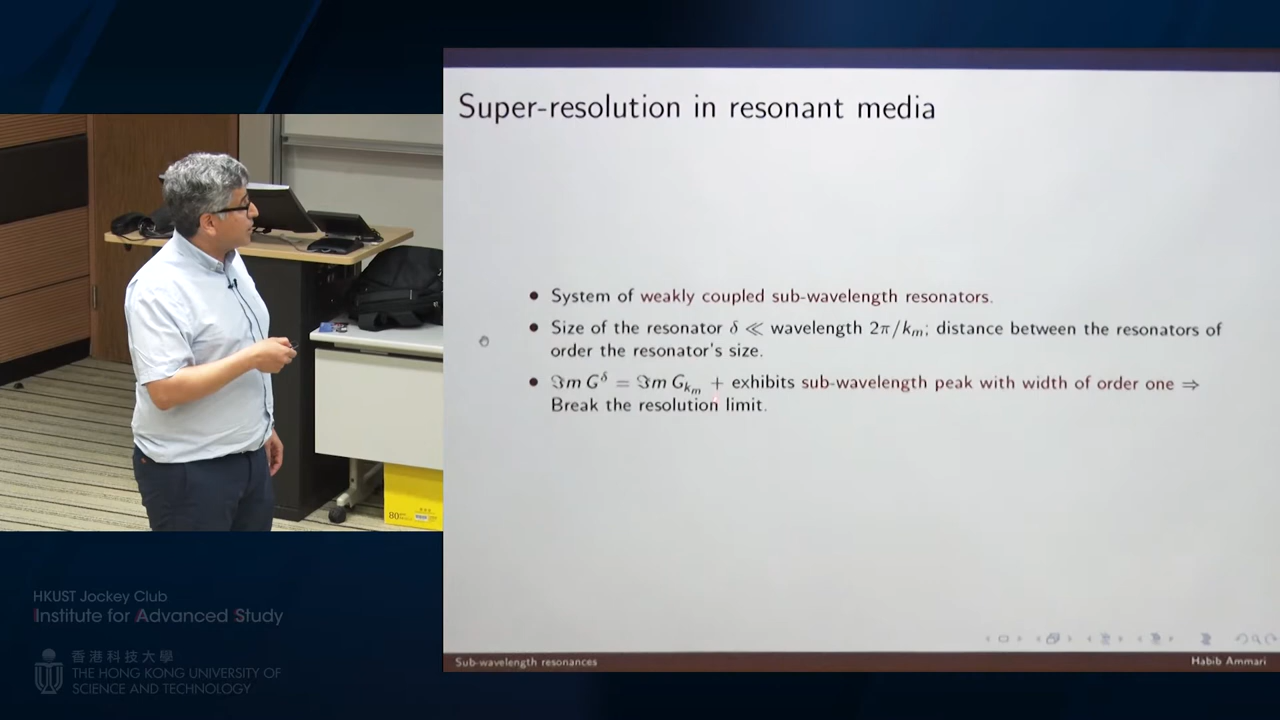 Super-resolution in resonant media
• System of weakly coupled sub-wavelength resonators.
• Size of the resonator δ ≪ wavelength 2π/kₘ; distance between the resonators of
order the resonator's size.
• ℑm G^δ = ℑm G_{k_m} + exhibits sub-wavelength peak with width of order one ⇒
Break the resolution limit.
Sub-wavelength resonances
Habib Ammari
80
HKUST Jockey Club
Institute for Advanced Study
香港科技大學
THE HONG KONG UNIVERSITY OF
SCIENCE AND TECHNOLOGY